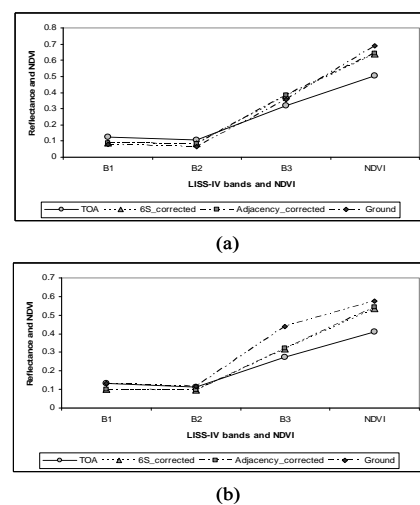 0.8
0.7
0.6
0.5
0.4
0.3
0.2
0.1
0
Reflectance and NDVI
B1 B2 B3 NDVI
LISS-IV bands and NDVI
TOA 6S_corrected Adjacency_corrected Ground
(a)
0.7
0.6
0.5
0.4
0.3
0.2
0.1
0
Reflectance and NDVI
B1 B2 B3 NDVI
LISS-IV bands and NDVI
TOA 6S_corrected Adjacency_corrected Ground
(b)